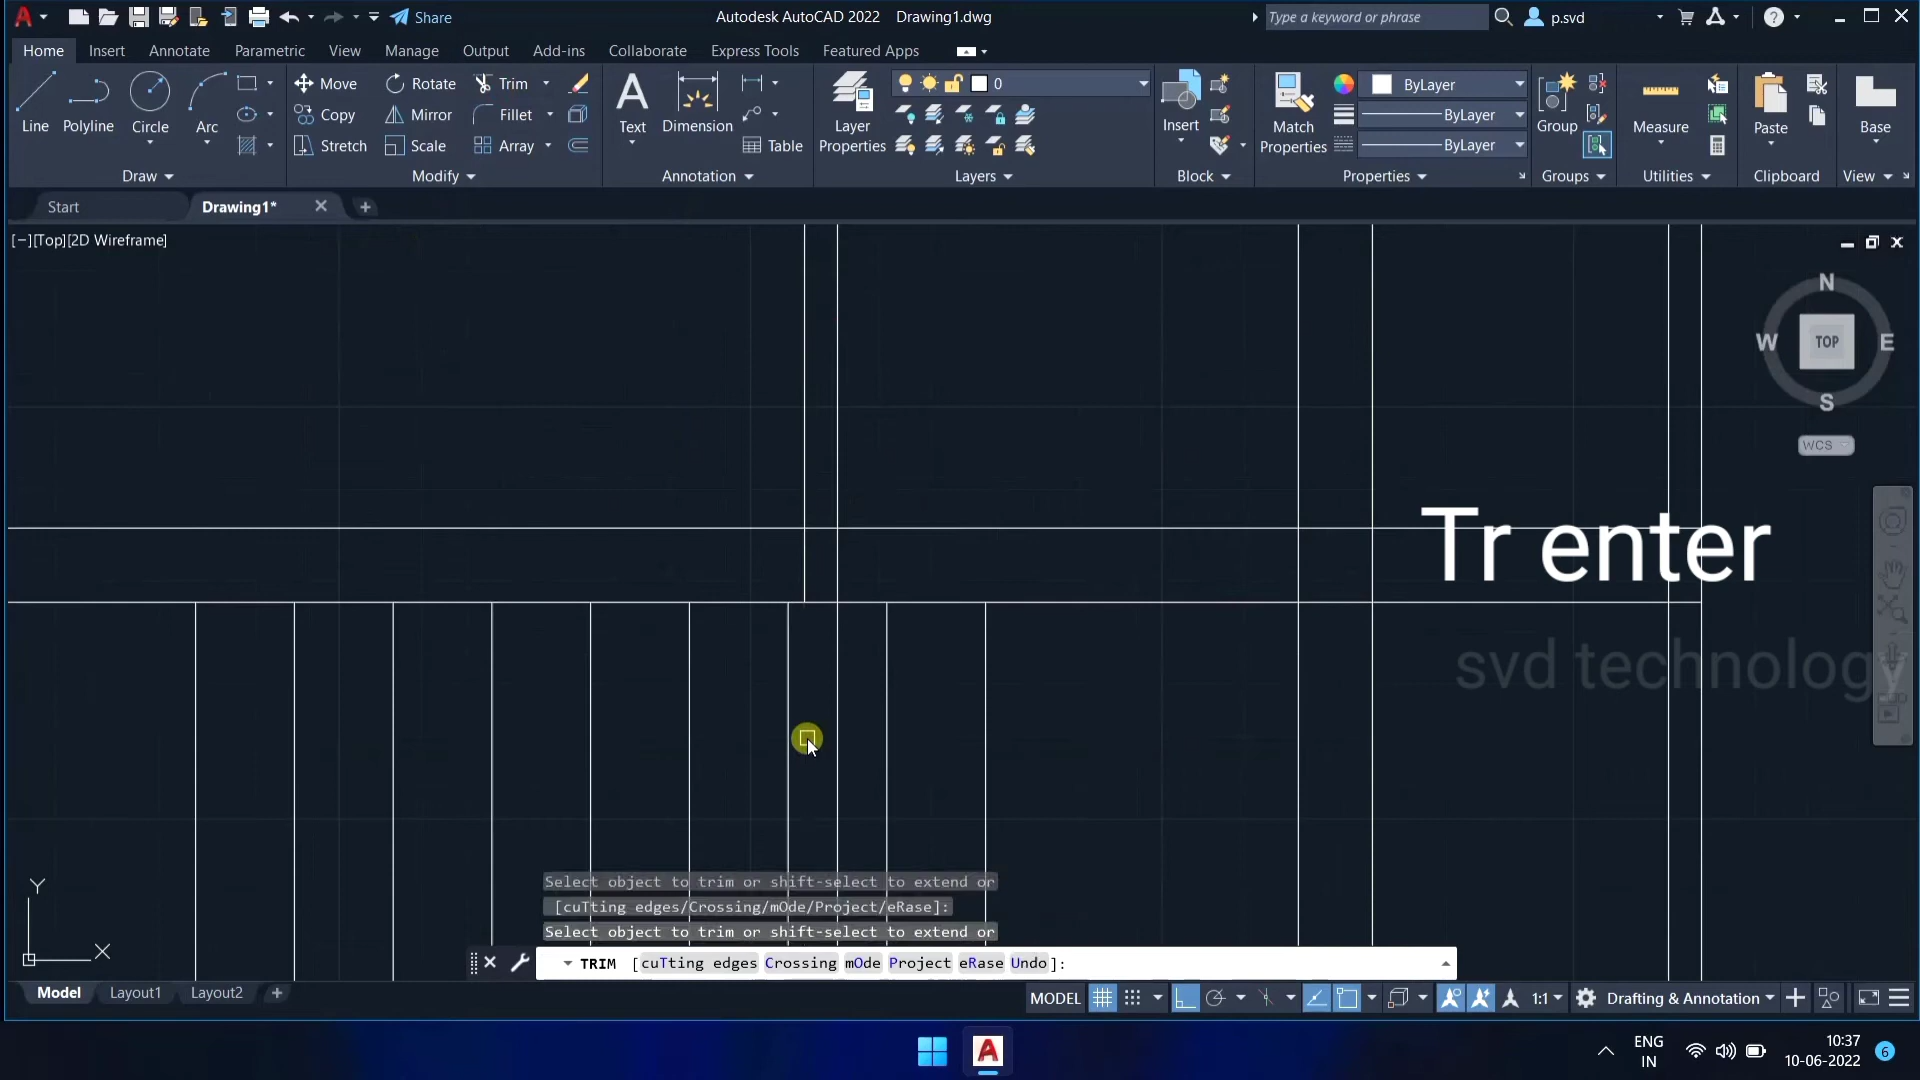 Share
Autodesk AutoCAD 2022 Drawing1.dwg
Type a keyword or phrase
p.svd
Home Insert Annotate Parametric View Manage Output Add-ins Collaborate Express Tools Featured Apps
Line Polyline Circle Arc
Move Rotate Trim
Copy Mirror Fillet
Stretch Scale Array
Text Dimension Table
Layer Properties
0
Insert
Match Properties
ByLayer
ByLayer
ByLayer
Group
Measure
Paste
Base
Draw Modify Annotation Layers Block Properties Groups Utilities Clipboard View
Start Drawing1*
[−][Top][2D Wireframe]
N
W TOP E
S
WCS
Tr enter
svd technology
Y
X
Select object to trim or shift-select to extend or
[cuTting edges/Crossing/mOde/Project/eRase]:
Select object to trim or shift-select to extend or
TRIM [cuTting edges Crossing mOde Project eRase Undo]:
Model Layout1 Layout2
MODEL 1:1 Drafting & Annotation
ENG
IN
10:37
10-06-2022
6